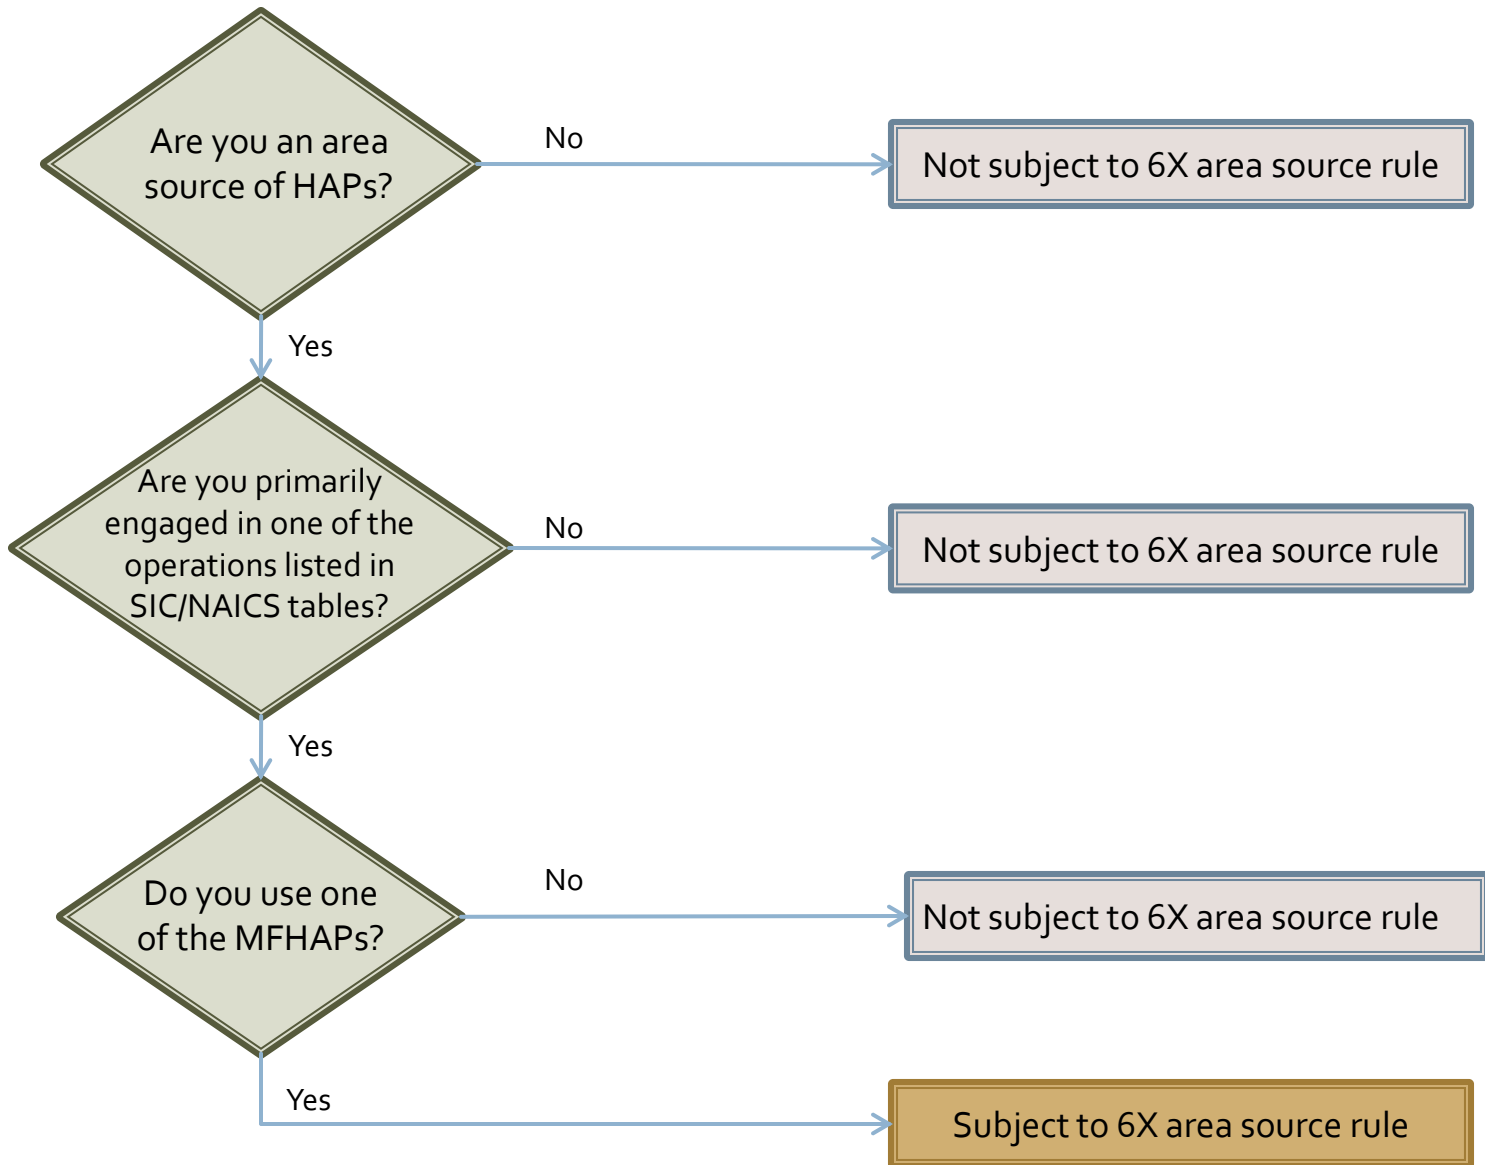 Are you an area
source of HAPs?
No
Not subject to 6X area source rule
Yes
Are you primarily
engaged in one of the
operations listed in
SIC/NAICS tables?
No
Not subject to 6X area source rule
Yes
Do you use one
of the MFHAPs?
No
Not subject to 6X area source rule
Yes
Subject to 6X area source rule